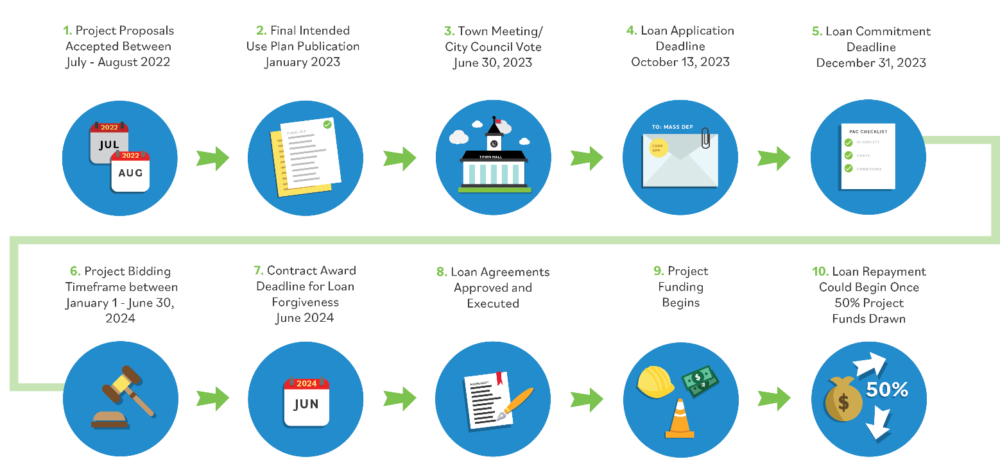 1. Project Proposals
Accepted Between
July - August 2022
2. Final Intended
Use Plan Publication
January 2023
3. Town Meeting/
City Council Vote
June 30, 2023
4. Loan Application
Deadline
October 13, 2023
5. Loan Commitment
Deadline
December 31, 2023
2022
JUL
2022
AUG
FINAL IUP
TOWN HALL
TO: MASS DEP
LOAN
APP.
PAC CHECKLIST
ELIGIBILITY
COSTS
CONDITIONS
6. Project Bidding
Timeframe between
January 1 - June 30,
2024
7. Contract Award
Deadline for Loan
Forgiveness
June 2024
8. Loan Agreements
Approved and
Executed
9. Project
Funding
Begins
10. Loan Repayment
Could Begin Once
50% Project
Funds Drawn
2024
JUN
AGREEMENT
$
$
50%